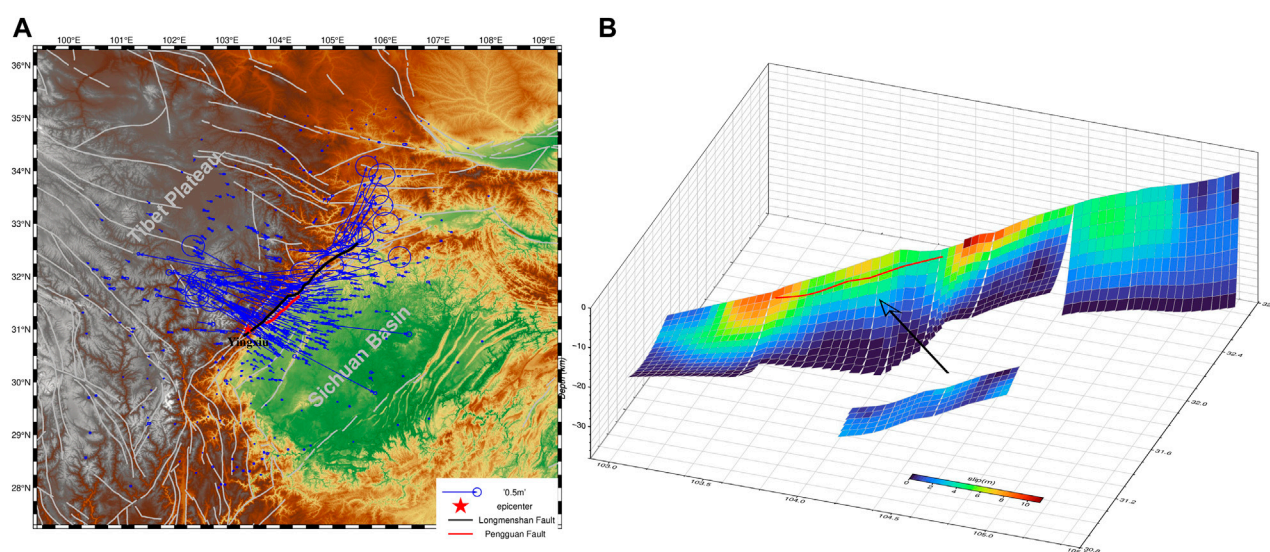 A
B
100°E 101°E 102°E 103°E 104°E 105°E 106°E 107°E 108°E 109°E
36°N
35°N
34°N
33°N
32°N
31°N
30°N
29°N
28°N
Tibet Plateau
Yingxiu
Sichuan Basin
'0.5m'
epicenter
Longmenshan Fault
Pengguan Fault
0
−10
−20
−30
Depth(km)
103.0
103.5
104.0
104.5
105.0
30.8
31.2
31.6
32.0
32.4
slip(m)
0 2 4 6 8 10